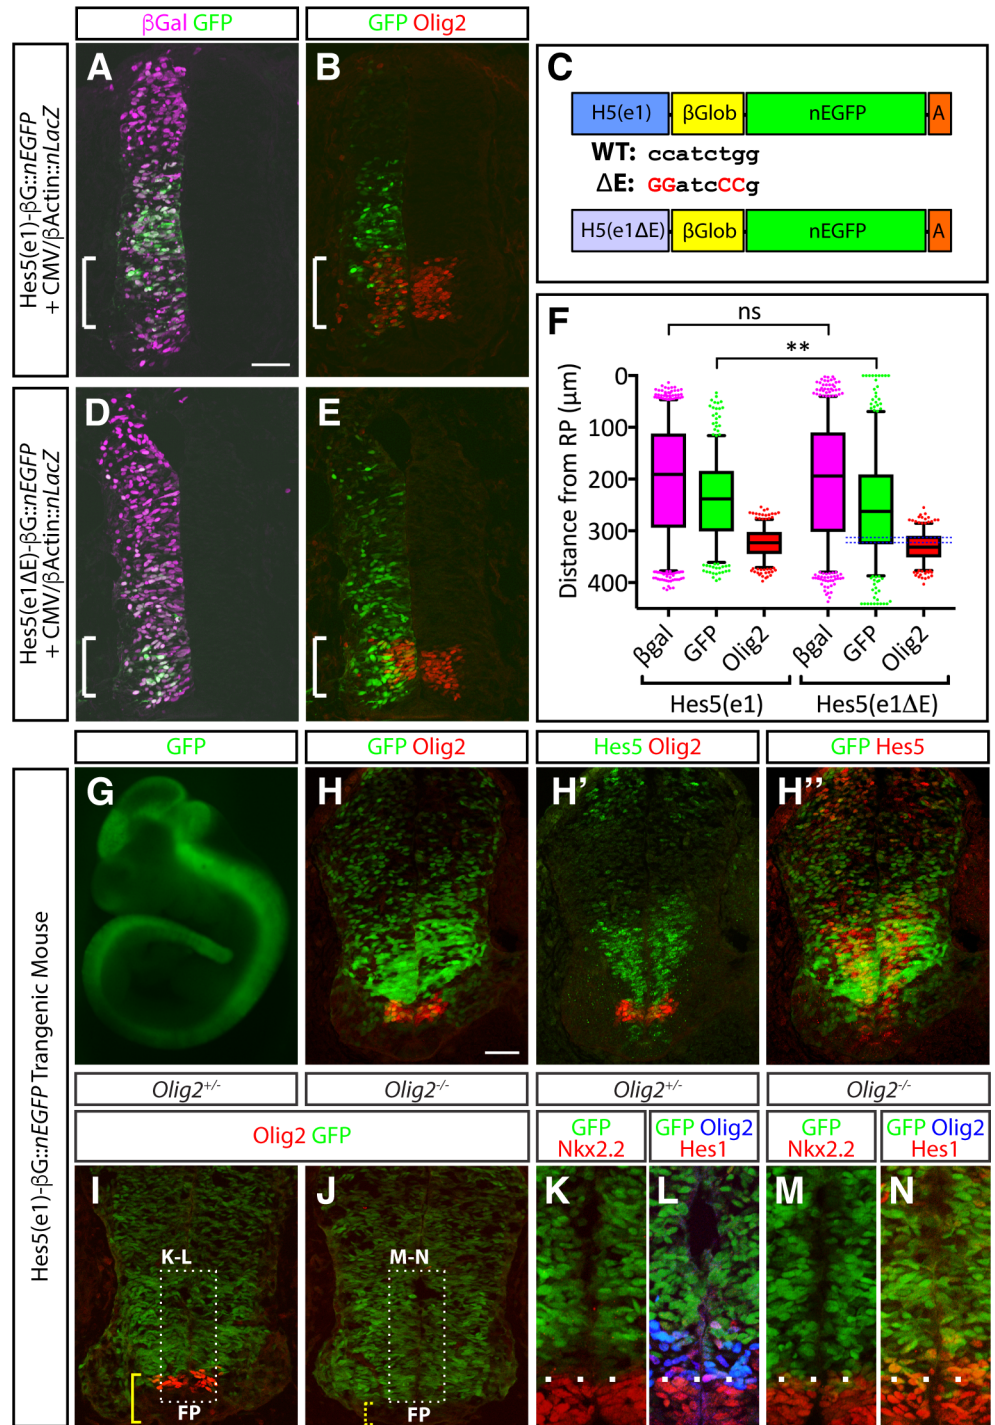 βGal GFP
GFP Olig2
Hes5(e1)-βG::nEGFP
+ CMV/βActin::nLacZ
A
B
C
H5(e1)
βGlob
nEGFP
A
WT: ccatctgg
ΔE: GGatcCCg
H5(e1ΔE)
βGlob
nEGFP
A
Hes5(e1ΔE)-βG::nEGFP
+ CMV/βActin::nLacZ
D
E
F
ns
**
Distance from RP (μm)
0
100
200
300
400
βgal
GFP
Olig2
βgal
GFP
Olig2
Hes5(e1)
Hes5(e1ΔE)
GFP
GFP Olig2
Hes5 Olig2
GFP Hes5
Hes5(e1)-βG::nEGFP Trangenic Mouse
G
H
H’
H’’
Olig2+/-
Olig2-/-
Olig2+/-
Olig2-/-
Olig2 GFP
GFP
Nkx2.2
GFP Olig2
Hes1
GFP
Nkx2.2
GFP Olig2
Hes1
I
J
K
L
M
N
K-L
M-N
FP
FP